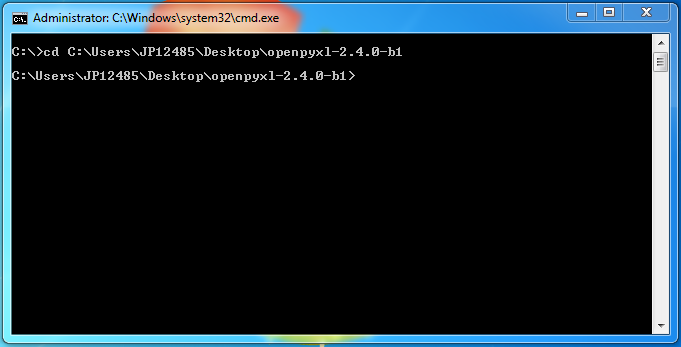 Administrator: C:\Windows\system32\cmd.exe
C:\>cd C:\Users\JP12485\Desktop\openpyxl-2.4.0-b1
C:\Users\JP12485\Desktop\openpyxl-2.4.0-b1>